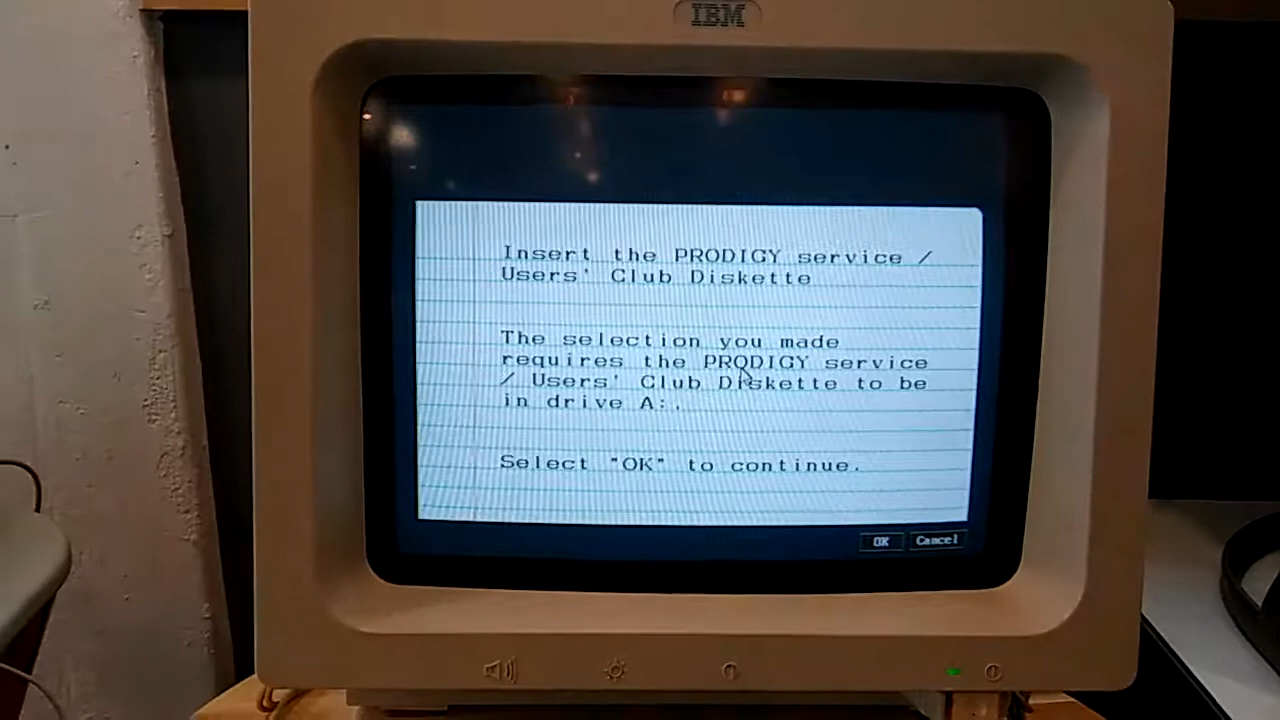 IBM
Insert the PRODIGY service /
Users' Club Diskette
The selection you made
requires the PRODIGY service
/ Users' Club Diskette to be
in drive A:.
Select "OK" to continue.
OK Cancel